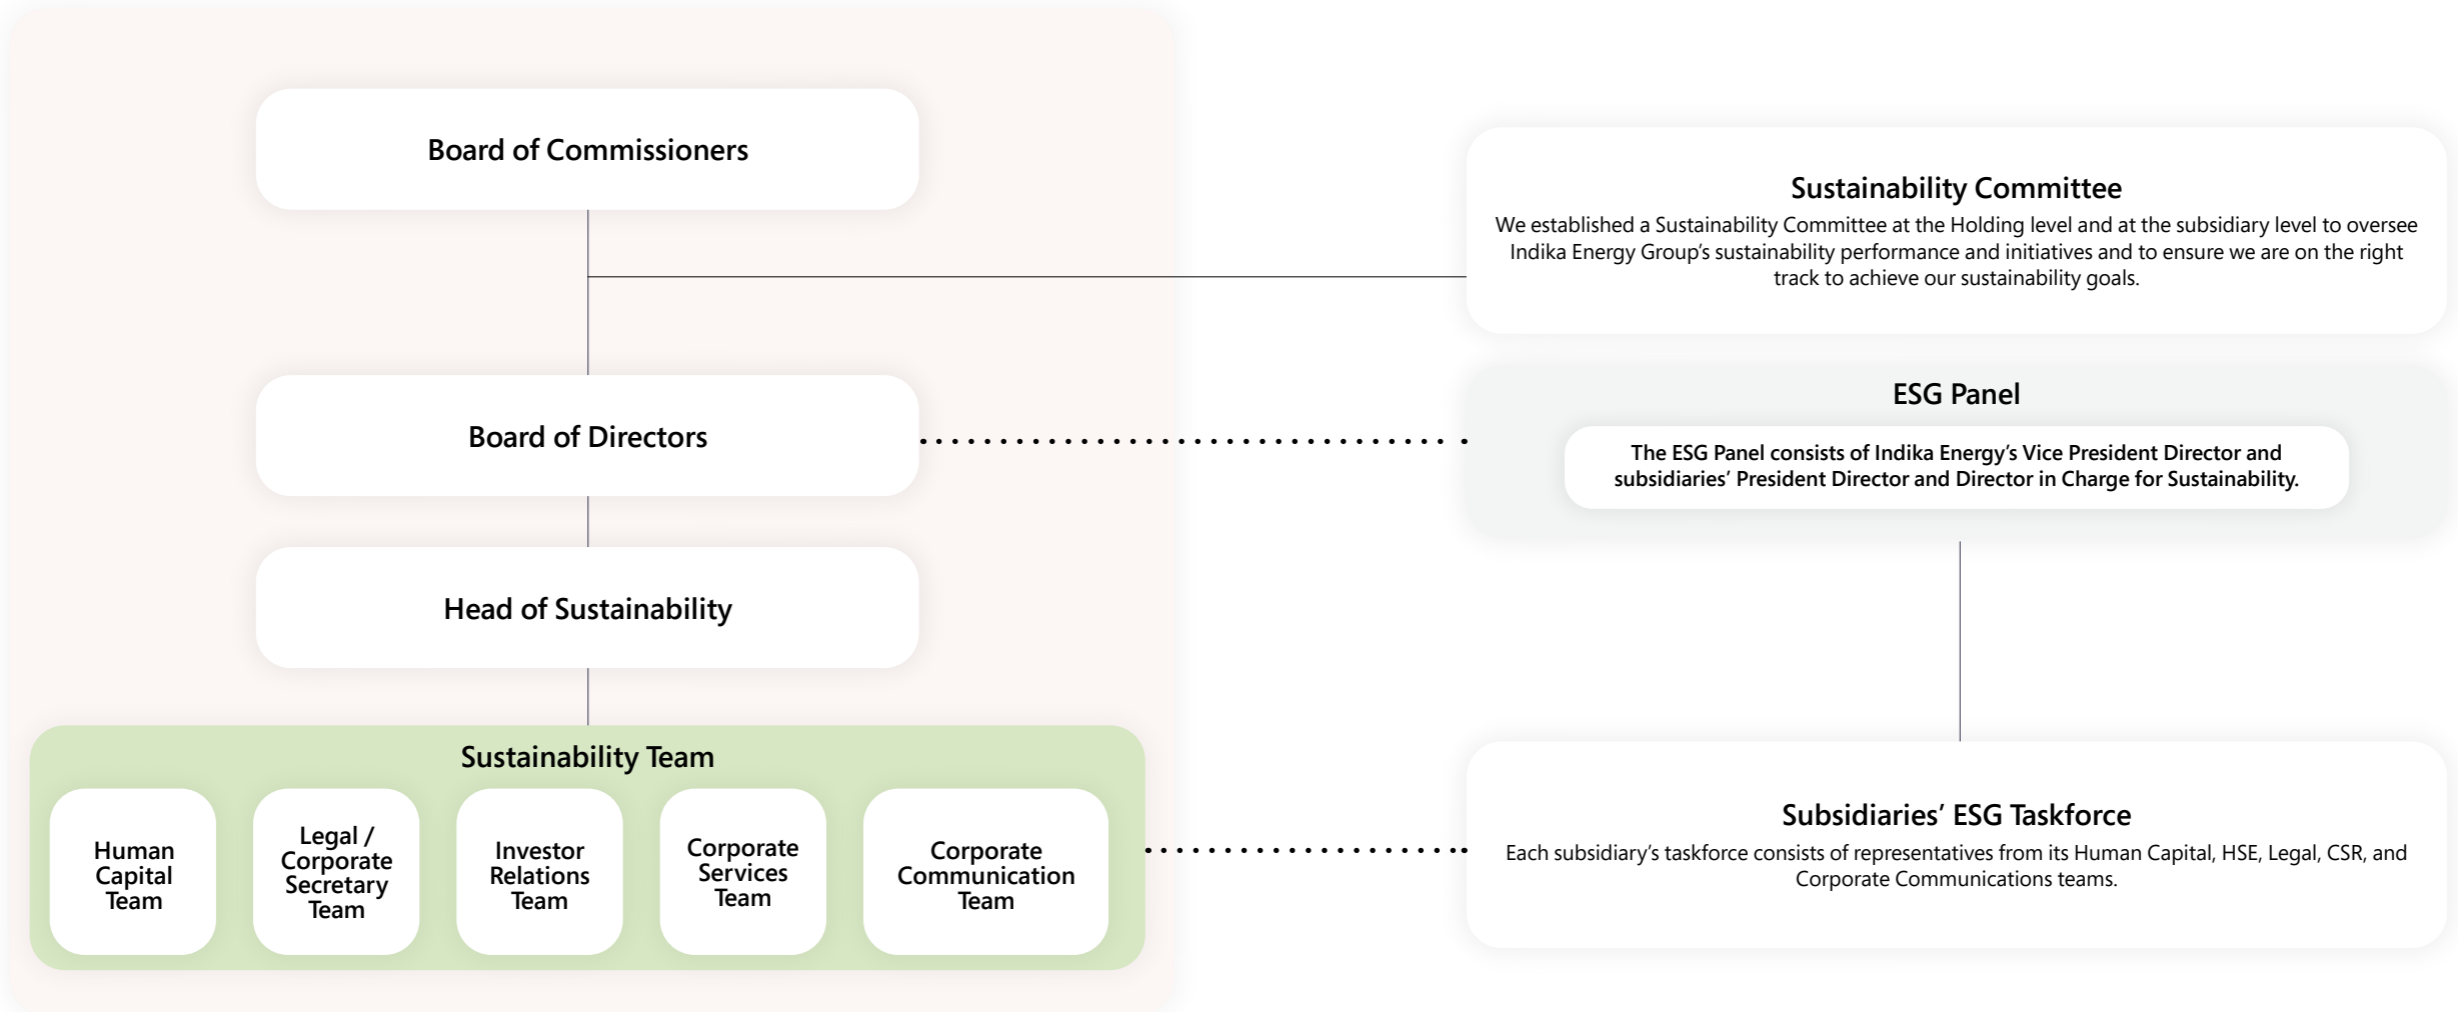 Board of Commissioners
Sustainability Committee
We established a Sustainability Committee at the Holding level and at the subsidiary level to oversee
Indika Energy Group’s sustainability performance and initiatives and to ensure we are on the right
track to achieve our sustainability goals.
Board of Directors
ESG Panel
The ESG Panel consists of Indika Energy’s Vice President Director and
subsidiaries’ President Director and Director in Charge for Sustainability.
Head of Sustainability
Sustainability Team
Human
Capital
Team
Legal /
Corporate
Secretary
Team
Investor
Relations
Team
Corporate
Services
Team
Corporate
Communication
Team
Subsidiaries’ ESG Taskforce
Each subsidiary’s taskforce consists of representatives from its Human Capital, HSE, Legal, CSR, and
Corporate Communications teams.